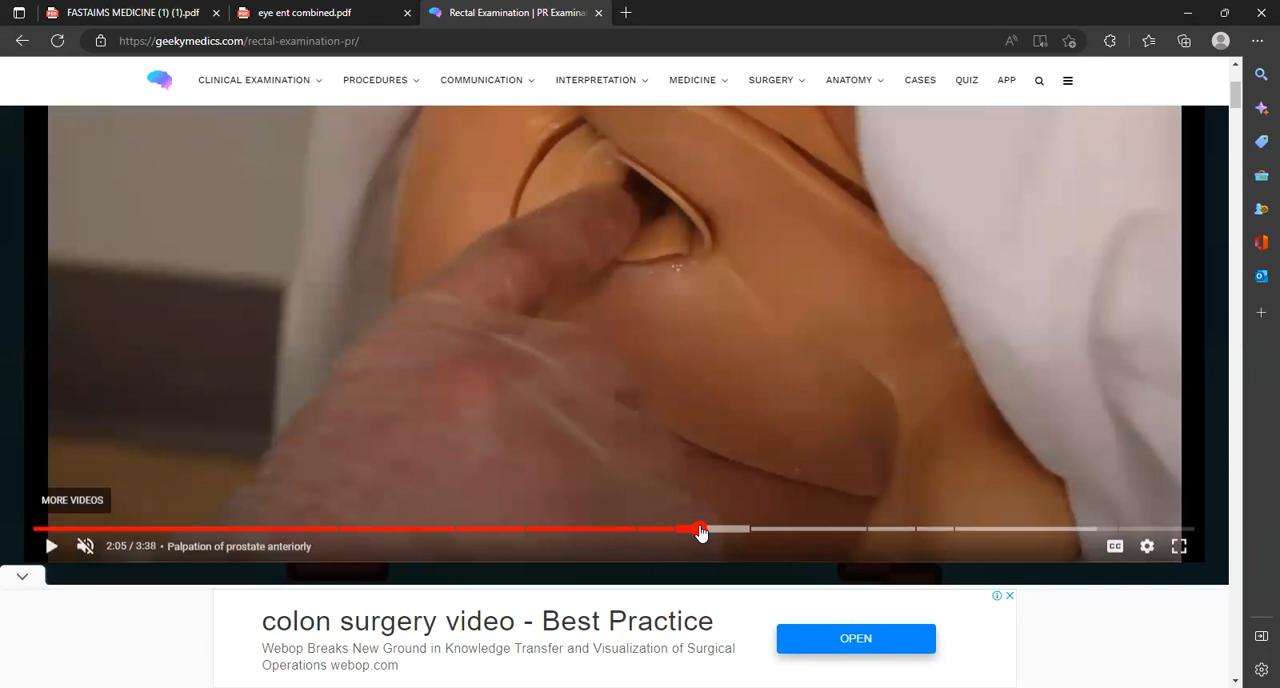 FASTAIMS MEDICINE (1) (1).pdf
eye ent combined.pdf
Rectal Examination | PR Examina
https://geekymedics.com/rectal-examination-pr/
CLINICAL EXAMINATION
PROCEDURES
COMMUNICATION
INTERPRETATION
MEDICINE
SURGERY
ANATOMY
CASES
QUIZ
APP
MORE VIDEOS
2:05 / 3:38 • Palpation of prostate anteriorly
CC
colon surgery video - Best Practice
Webop Breaks New Ground in Knowledge Transfer and Visualization of Surgical
Operations webop.com
OPEN